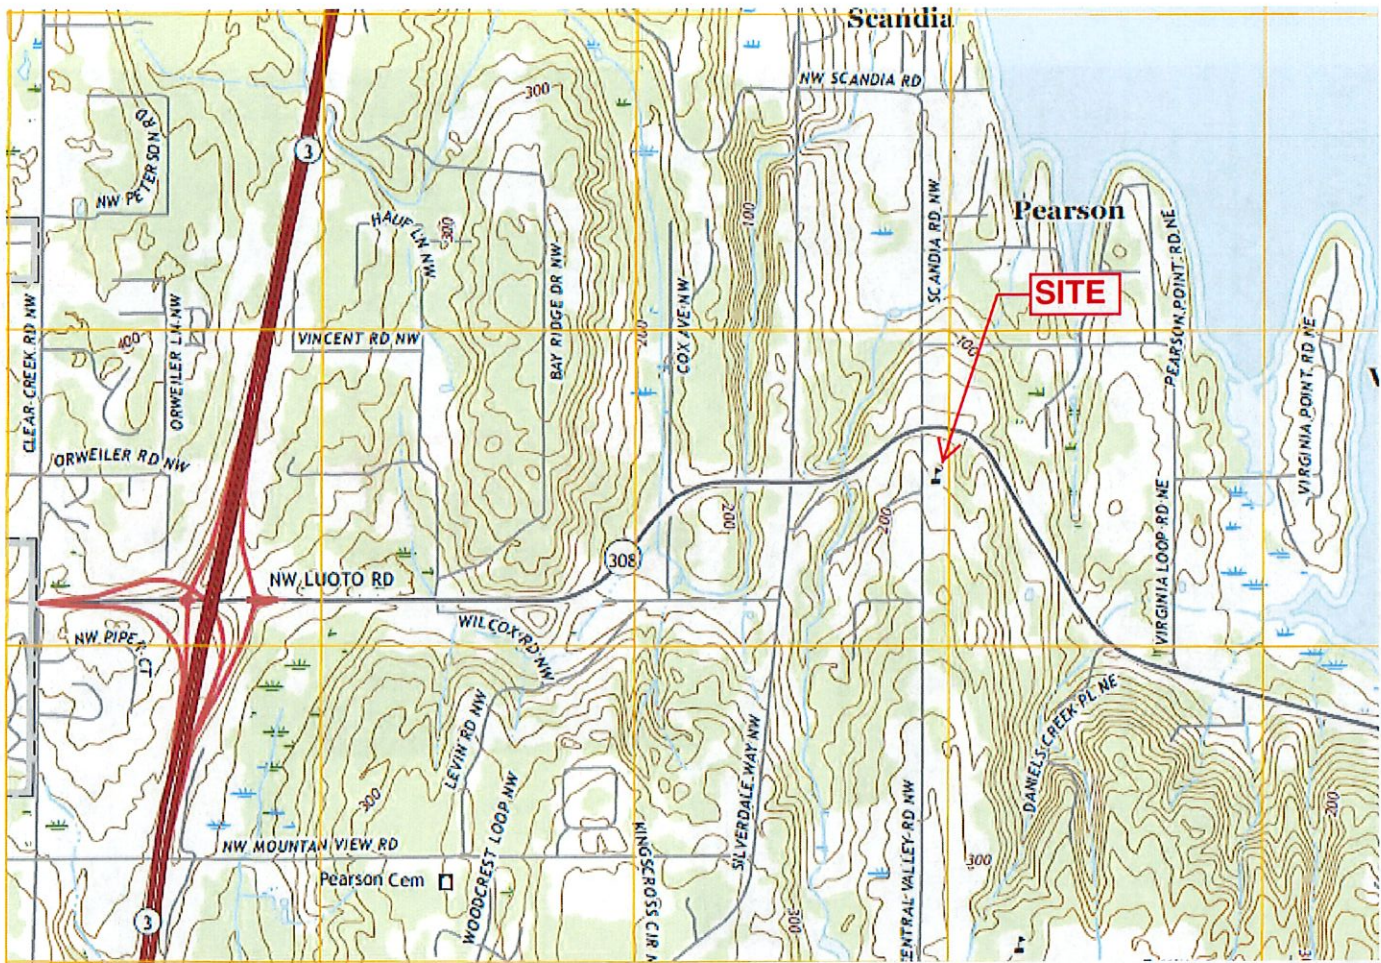 Scandia
NW SCANDIA RD
300
3
NW PETERSON RD
HAUF LN NW
300
100
SCANDIA RD NW
Pearson
PEARSON POINT RD NE
SITE
CLEAR CREEK RD NW
400
ORWEILER LN NW
VINCENT RD NW
BAY RIDGE DR NW
200
COX AVE NW
100
VIRGINIA POINT RD NE
ORWEILER RD NW
200
200
308
NW LUOTO RD
VIRGINIA LOOP RD NE
NW PIPER CT
WILCOX RD NW
LEVIN RD NW
SILVERDALE WAY NW
DANIELS CREEK PL NE
300
WOODCREST LOOP NW
200
NW MOUNTAIN VIEW RD
KINGSCROSS CIR N
ENTRAL VALLEY RD NW
300
Pearson Cem
3
300